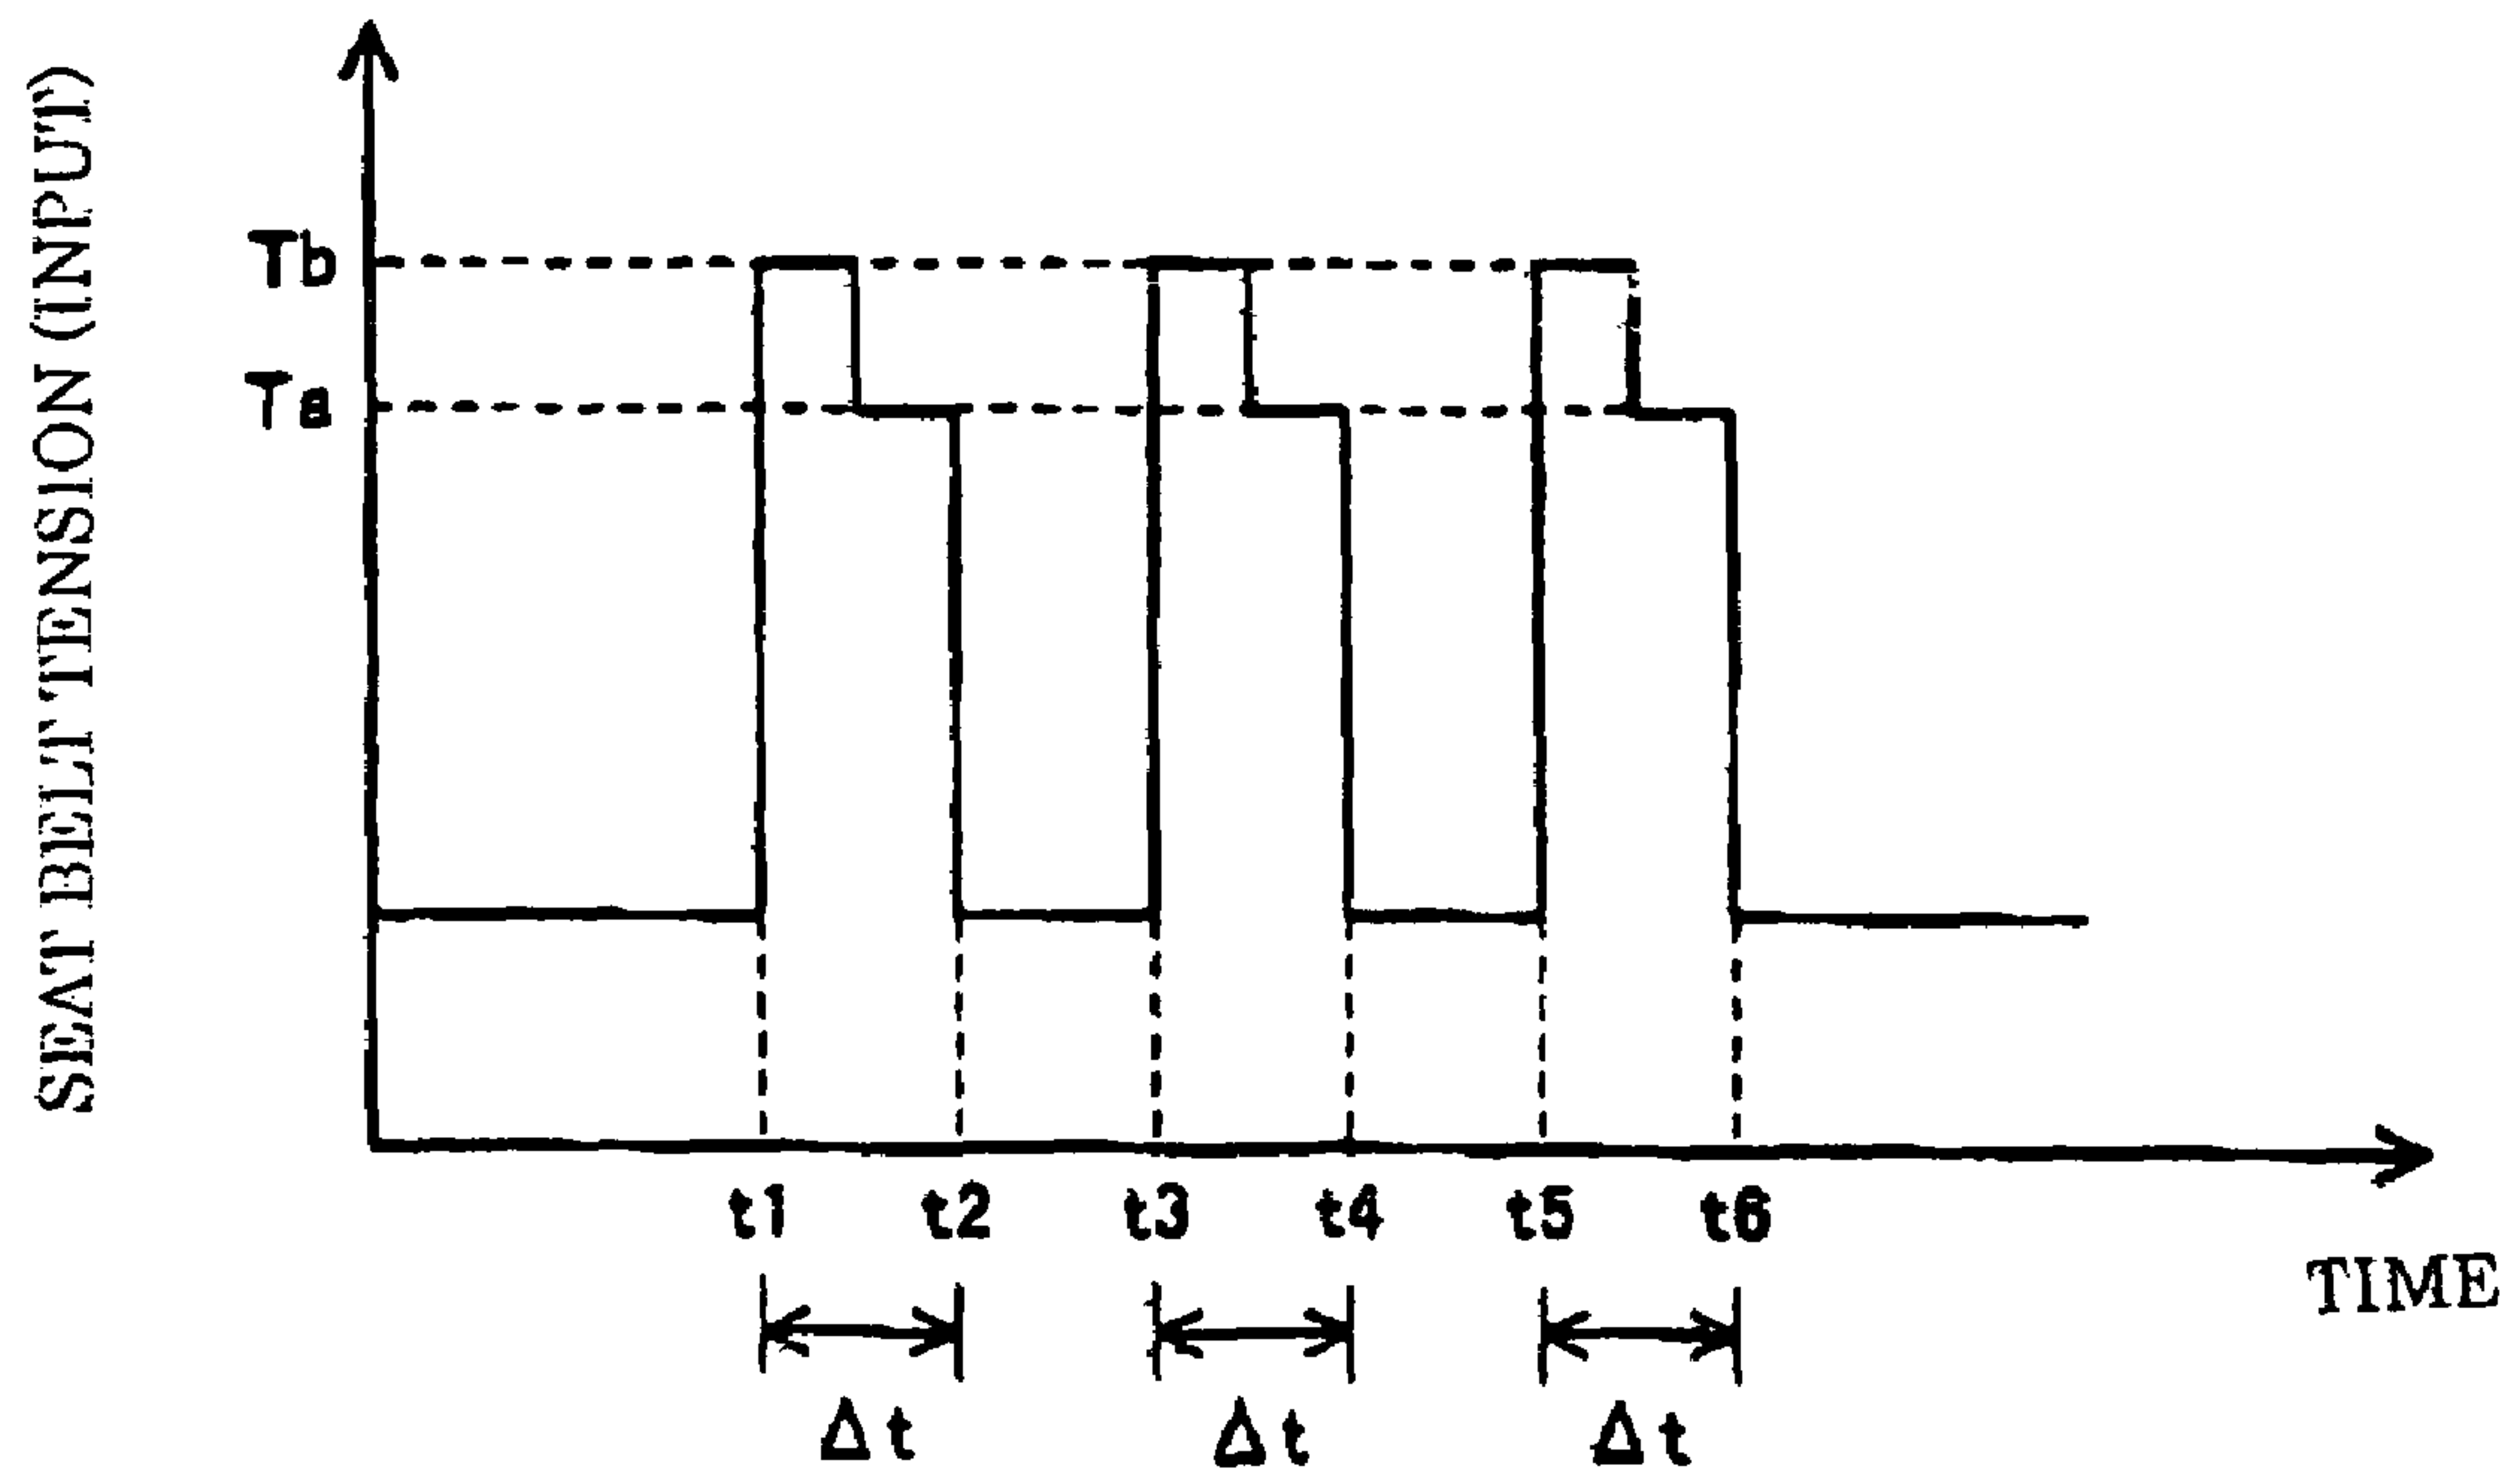 SEAT BELT TENSION (INPUT)
Tb
Ta
t1 t2 t3 t4 t5 t6
TIME
Δt Δt Δt